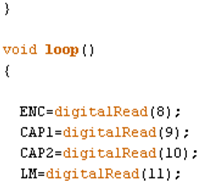 }
void loop()
{
ENC=digitalRead(8);
CAP1=digitalRead(9);
CAP2=digitalRead(10);
LM=digitalRead(11);